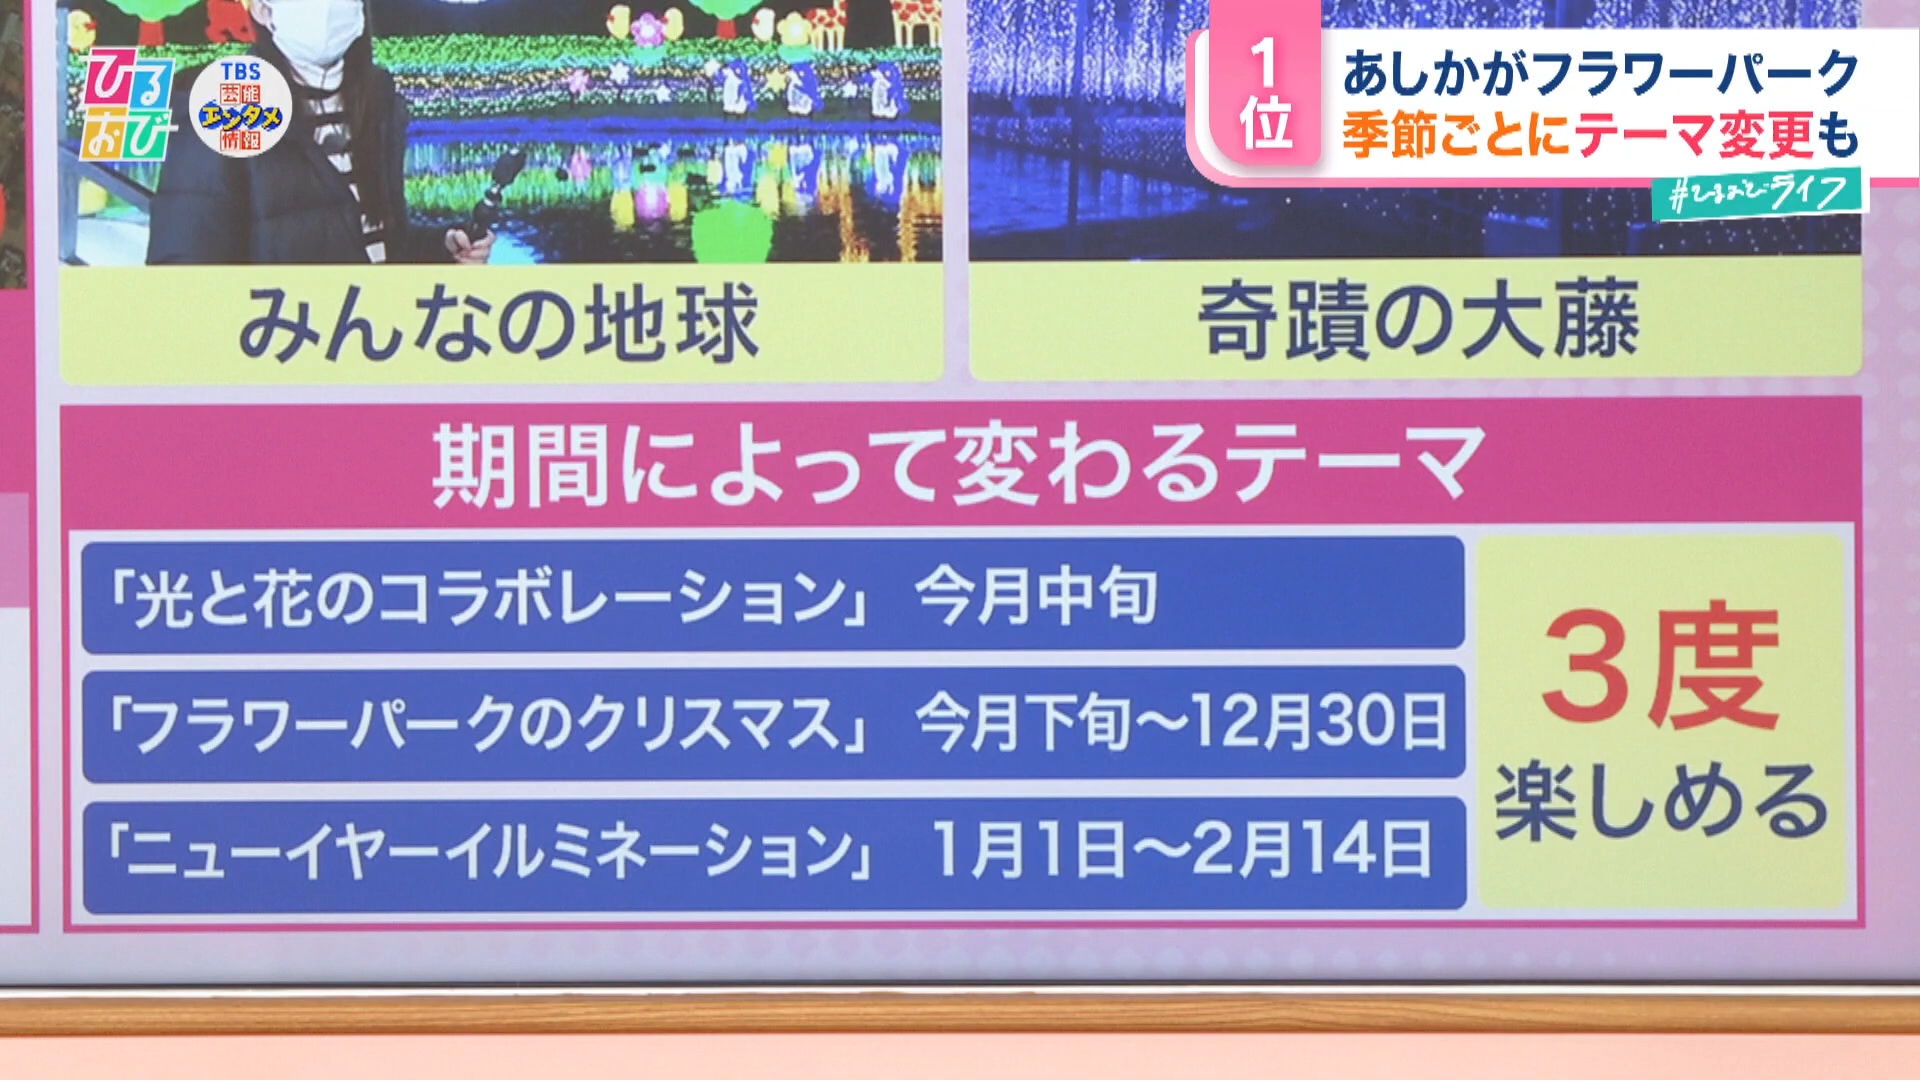 ひるおび
TBS
芸能
エンタメ
情報
1位
あしかがフラワーパーク
季節ごとにテーマ変更も
#ひるおびライフ
みんなの地球
奇蹟の大藤
期間によって変わるテーマ
「光と花のコラボレーション」 今月中旬
「フラワーパークのクリスマス」 今月下旬～12月30日
「ニューイヤーイルミネーション」 1月1日～2月14日
3度
楽しめる